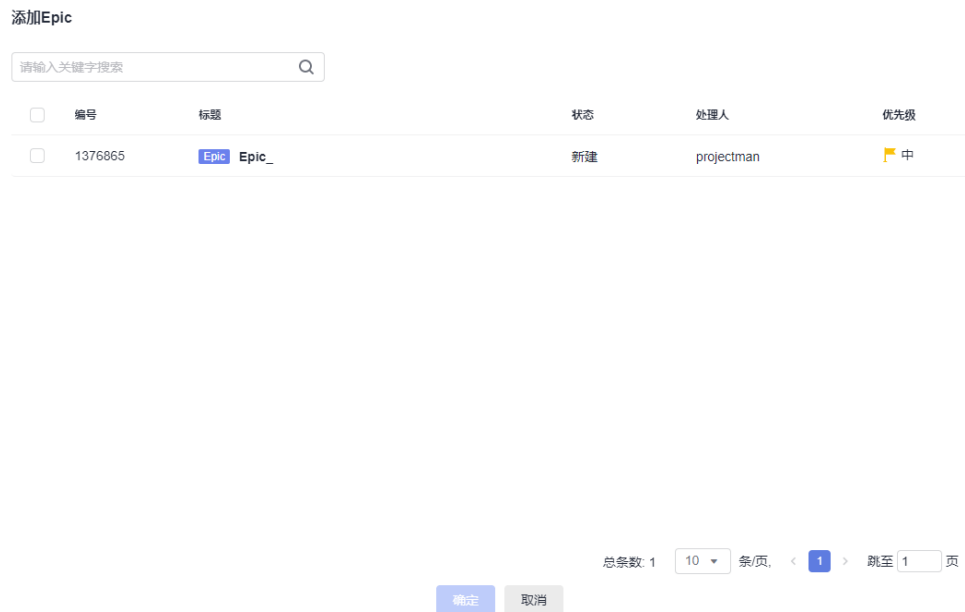 添加Epic
请输入关键字搜索
编号 标题 状态 处理人 优先级
1376865 Epic Epic_ 新建 projectman 中
总条数: 1 10 条/页, 1 跳至 1 页
确定 取消